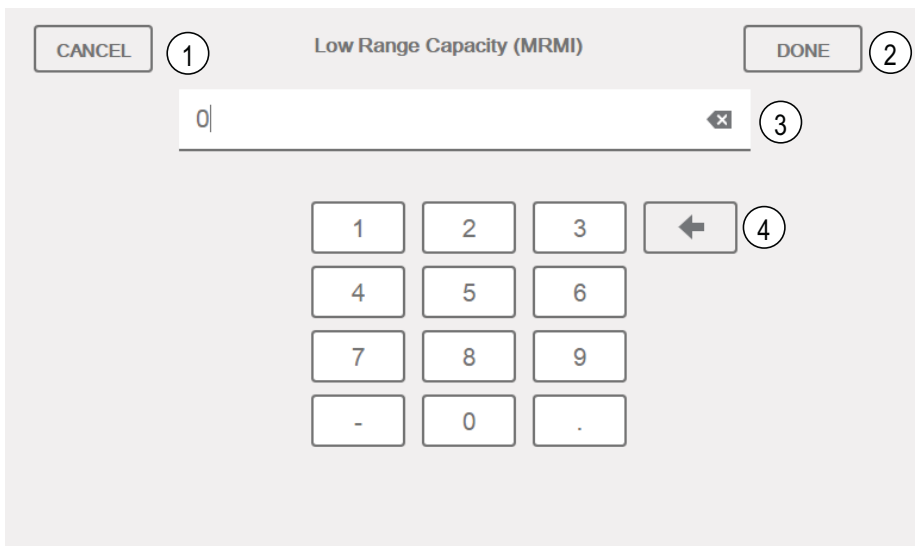 CANCEL 1 Low Range Capacity (MRMI) DONE 2
0 3
1 2 3 4
4 5 6
7 8 9
- 0 .